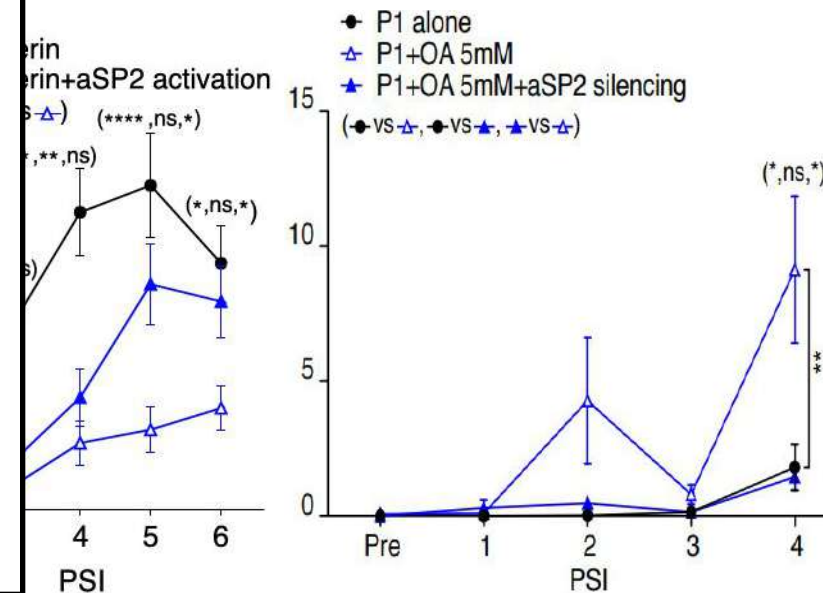 erin
erin+aSP2 activation
s-△-)
(****,ns,*)
*,**,ns)
(*,ns,*)
s)
4 5 6
PSI
-●- P1 alone
-△- P1+OA 5mM
-▲- P1+OA 5mM+aSP2 silencing
(-●-vs-△-,-●-vs-▲-,-▲-vs-△-)
(*,ns,*)
**
15
10
5
0
Pre 1 2 3 4
PSI